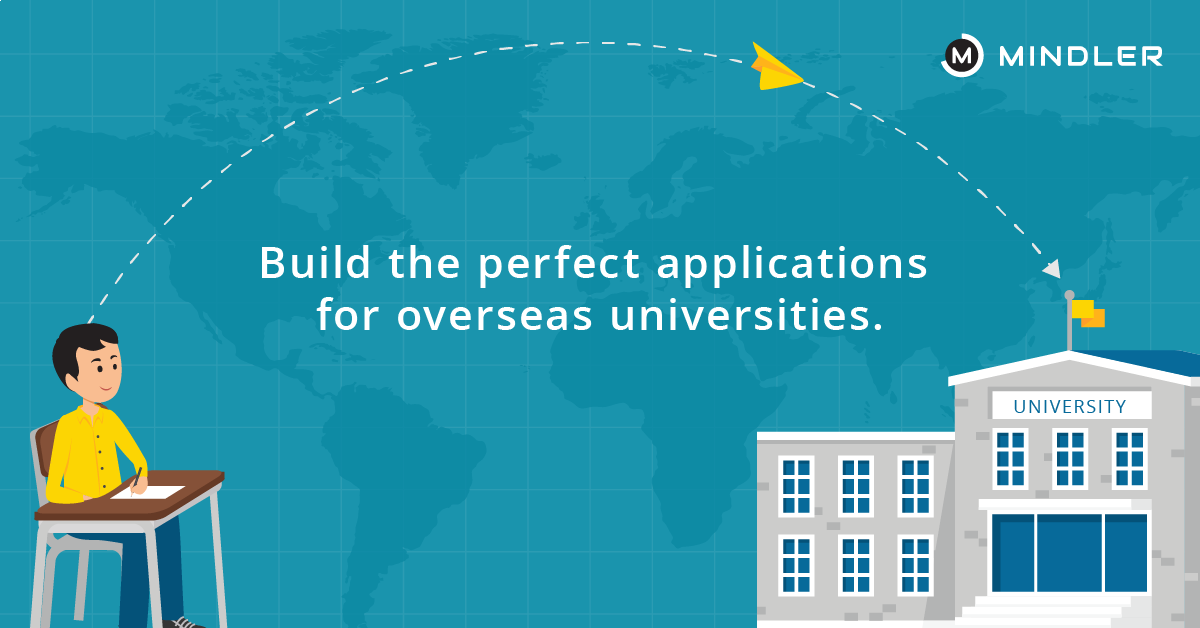 M MINDLER
Build the perfect applications
for overseas universities.
UNIVERSITY